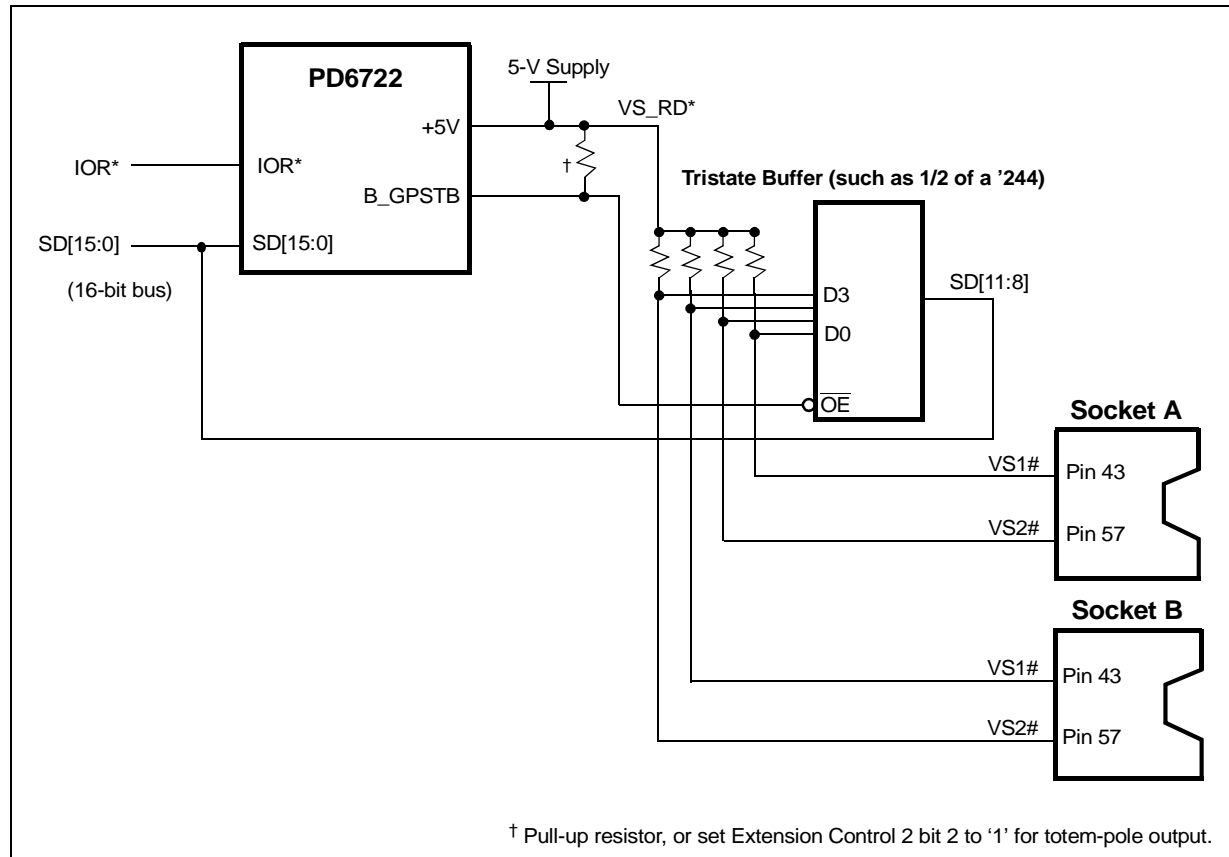 PD6722
5-V Supply
VS_RD*
+5V
IOR*
IOR*
†
B_GPSTB
Tristate Buffer (such as 1/2 of a ’244)
SD[15:0]
SD[15:0]
(16-bit bus)
SD[11:8]
D3
D0
OE
Socket A
VS1#
Pin 43
VS2#
Pin 57
Socket B
VS1#
Pin 43
VS2#
Pin 57
† Pull-up resistor, or set Extension Control 2 bit 2 to ‘1’ for totem-pole output.